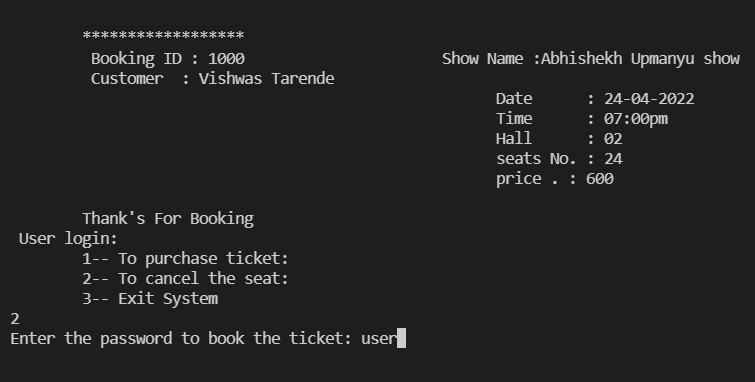 ******************
Booking ID : 1000 Show Name :Abhishekh Upmanyu show
Customer : Vishwas Tarende
Date : 24-04-2022
Time : 07:00pm
Hall : 02
seats No. : 24
price . : 600
Thank's For Booking
User login:
1-- To purchase ticket:
2-- To cancel the seat:
3-- Exit System
2
Enter the password to book the ticket: user